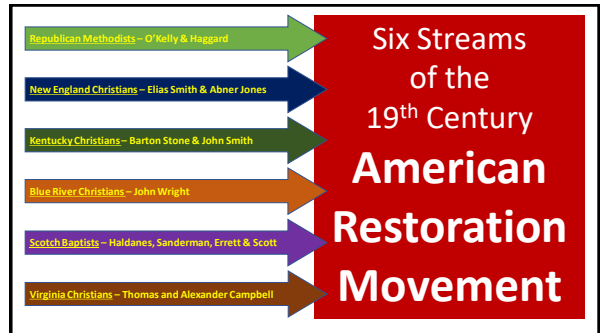 Republican Methodists – O'Kelly & Haggard
New England Christians – Elias Smith & Abner Jones
Kentucky Christians – Barton Stone & John Smith
Blue River Christians – John Wright
Scotch Baptists – Haldanes, Sanderman, Errett & Scott
Virginia Christians – Thomas and Alexander Campbell
Six Streams
of the
19th Century
American
Restoration
Movement